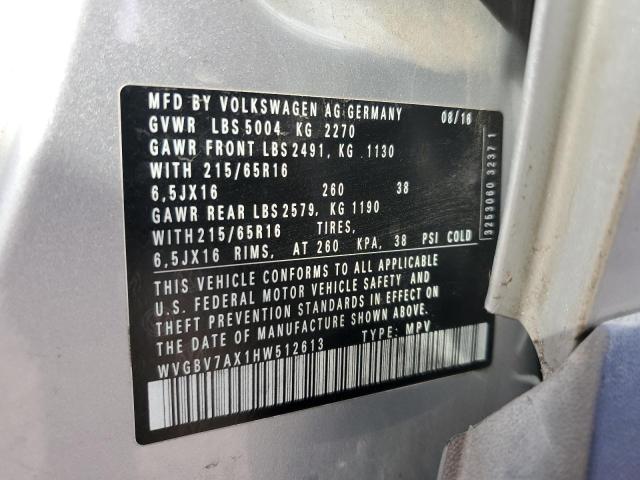 MFD BY VOLKSWAGEN AG GERMANY 08/16
GVWR LBS 5004 KG 2270
GAWR FRONT LBS 2491, KG 1130
WITH 215/65R16
6,5JX16 260 38
GAWR REAR LBS 2579, KG 1190
WITH215/65R16 TIRES,
6,5JX16 RIMS, AT 260 KPA, 38 PSI COLD
THIS VEHICLE CONFORMS TO ALL APPLICABLE
U.S. FEDERAL MOTOR VEHICLE SAFETY AND
THEFT PREVENTION STANDARDS IN EFFECT ON
THE DATE OF MANUFACTURE SHOWN ABOVE.
WVGBV7AX1HW512613 TYPE: MPV
3253060 3237 1